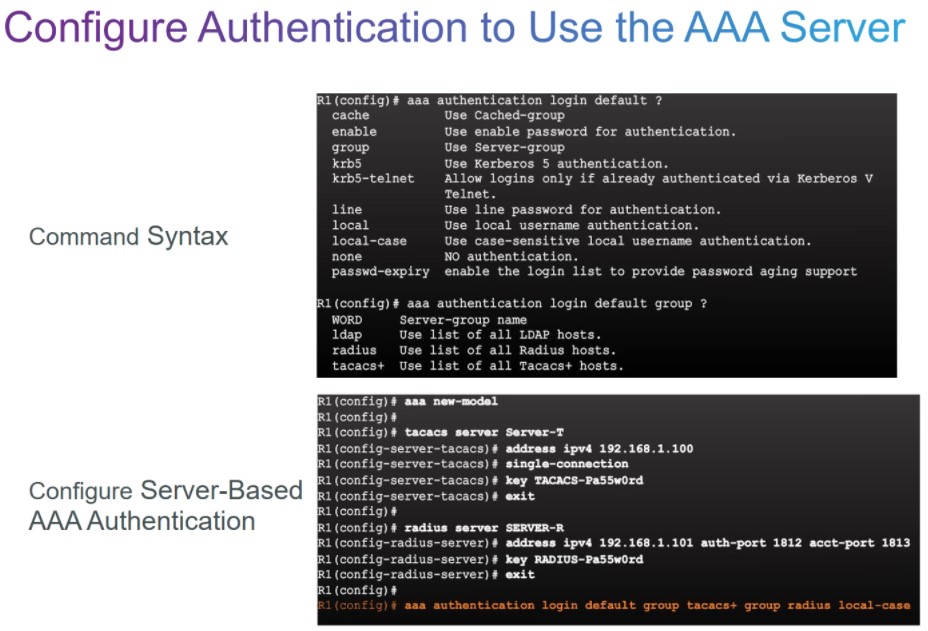 Configure Authentication to Use the AAA Server
Command Syntax
R1(config)# aaa authentication login default ?
cache Use Cached-group
enable Use enable password for authentication.
group Use Server-group
krb5 Use Kerberos 5 authentication.
krb5-telnet Allow logins only if already authenticated via Kerberos V
Telnet.
line Use line password for authentication.
local Use local username authentication.
local-case Use case-sensitive local username authentication.
none NO authentication.
passwd-expiry enable the login list to provide password aging support
R1(config)# aaa authentication login default group ?
WORD Server-group name
ldap Use list of all LDAP hosts.
radius Use list of all Radius hosts.
tacacs+ Use list of all Tacacs+ hosts.
Configure Server-Based
AAA Authentication
R1(config)# aaa new-model
R1(config)#
R1(config)# tacacs server Server-T
R1(config-server-tacacs)# address ipv4 192.168.1.100
R1(config-server-tacacs)# single-connection
R1(config-server-tacacs)# key TACACS-Pa55w0rd
R1(config-server-tacacs)# exit
R1(config)#
R1(config)# radius server SERVER-R
R1(config-radius-server)# address ipv4 192.168.1.101 auth-port 1812 acct-port 1813
R1(config-radius-server)# key RADIUS-Pa55w0rd
R1(config-radius-server)# exit
R1(config)#
R1(config)# aaa authentication login default group tacacs+ group radius local-case